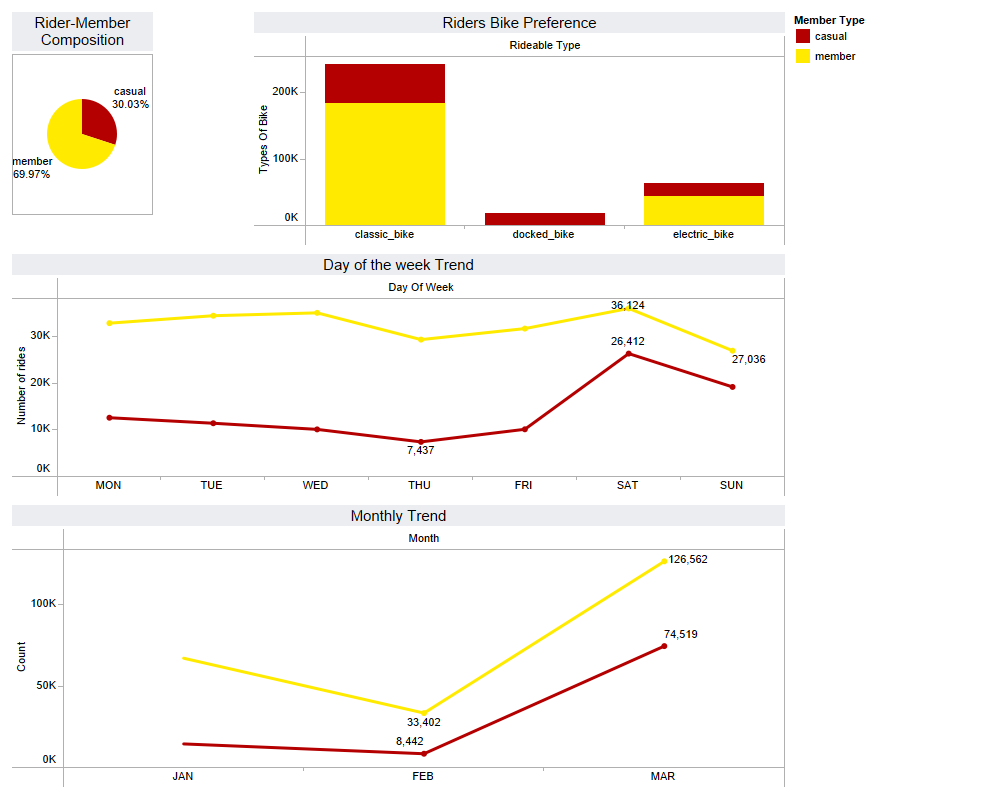 Rider-Member
Composition
casual
30.03%
member
69.97%
Riders Bike Preference
Rideable Type
Types Of Bike
200K
100K
0K
classic_bike
docked_bike
electric_bike
Member Type
casual
member
Day of the week Trend
Day Of Week
Number of rides
30K
20K
10K
0K
36,124
26,412
27,036
7,437
MON
TUE
WED
THU
FRI
SAT
SUN
Monthly Trend
Month
Count
100K
50K
0K
126,562
74,519
33,402
8,442
JAN
FEB
MAR